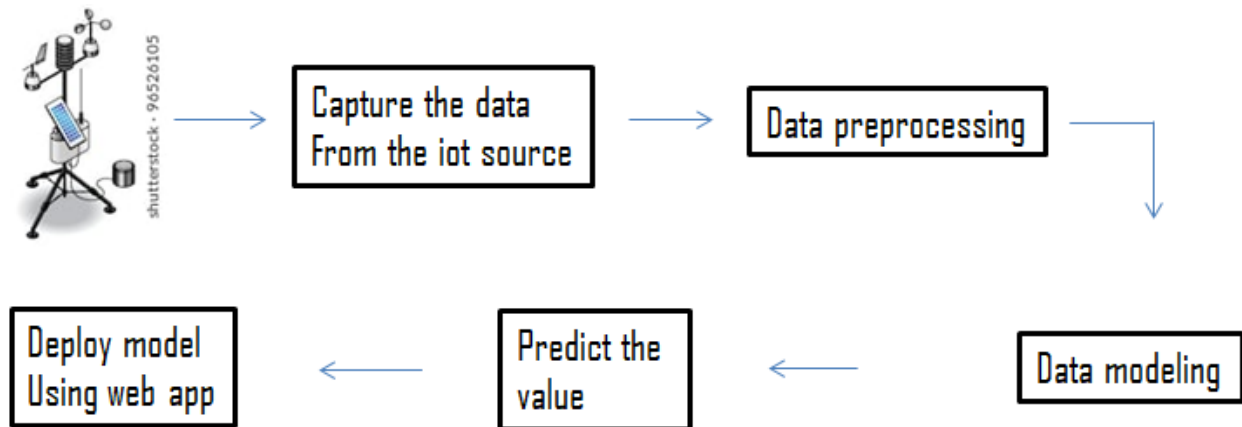 shutterstock · 96526105
Capture the data
From the iot source
Data preprocessing
Data modeling
Predict the
value
Deploy model
Using web app